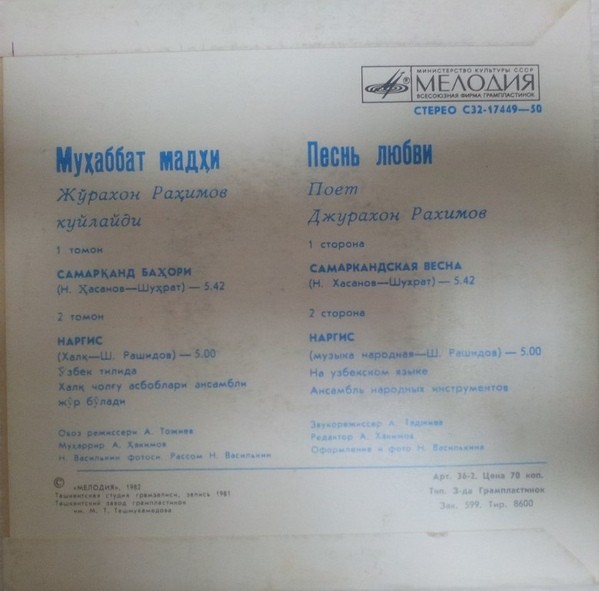 МИНИСТЕРСТВО КУЛЬТУРЫ СССР
МЕЛОДИЯ
ВСЕСОЮЗНАЯ ФИРМА ГРАМПЛАСТИНОК
СТЕРЕО С32-17449—50
Муҳаббат мадҳи
Жўрахон Раҳимов
куйлайди
1 томон
САМАРҚАНД БАҲОРИ
(Н. Ҳасанов—Шуҳрат) — 5.42
2 томон
НАРГИС
(Халқ—Ш. Рашидов) — 5.00
Ўзбек тилида
Халқ чолғу асбоблари ансамбли
жўр бўлади
Овоз режиссери А. Тожиев
Муҳаррир А. Ҳакимов
Н. Василькин фотоси. Рассом Н. Василькин
Песнь любви
Поет
Джурахон Рахимов
1 сторона
САМАРКАНДСКАЯ ВЕСНА
(Н. Хасанов—Шухрат) — 5.42
2 сторона
НАРГИС
(музыка народная—Ш. Рашидов) — 5.00
На узбекском языке
Ансамбль народных инструментов
Звукорежиссер А. Таджиев
Редактор А. Хакимов
Оформление и фото Н. Василькина
© «МЕЛОДИЯ», 1982
Ташкентская студия грамзаписи, запись 1981
Ташкентский завод грампластинок
им. М. Т. Ташмухамедова
Арт. 36-2. Цена 70 коп.
Тип. З-да Грампластинок
Зак. 599. Тир. 8600